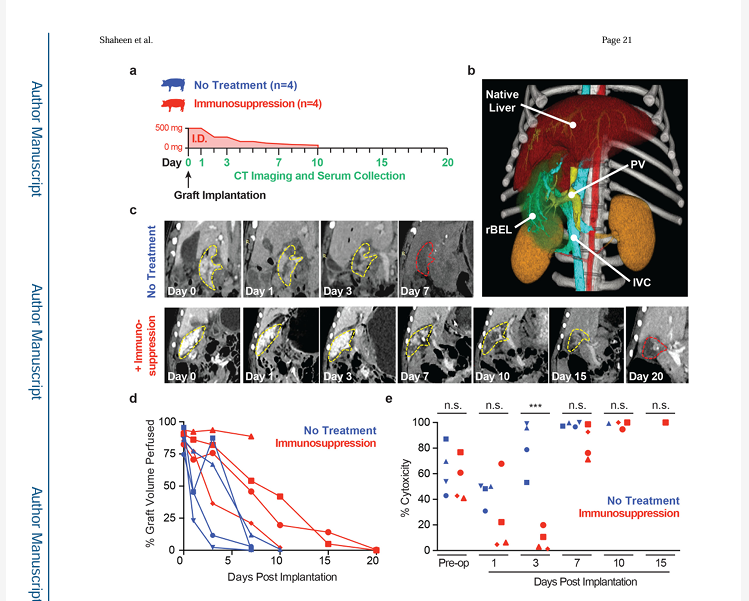 Shaheen et al.
Page 21
Author Manuscript
Author Manuscript
Author Manuscript
a
No Treatment (n=4)
Immunosuppression (n=4)
500 mg
I.D.
0 mg
Day 0 1 3 7 10 15 20
CT Imaging and Serum Collection
Graft Implantation
b
Native
Liver
PV
rBEL
IVC
c
No Treatment
Day 0
Day 1
Day 3
Day 7
+ Immuno-
suppression
Day 0
Day 1
Day 3
Day 7
Day 10
Day 15
Day 20
d
No Treatment
Immunosuppression
% Graft Volume Perfused
100
75
50
25
0
0 5 10 15 20
Days Post Implantation
e
n.s. n.s. *** n.s. n.s. n.s.
% Cytoxicity
100
80
60
40
20
0
No Treatment
Immunosuppression
Pre-op 1 3 7 10 15
Days Post Implantation